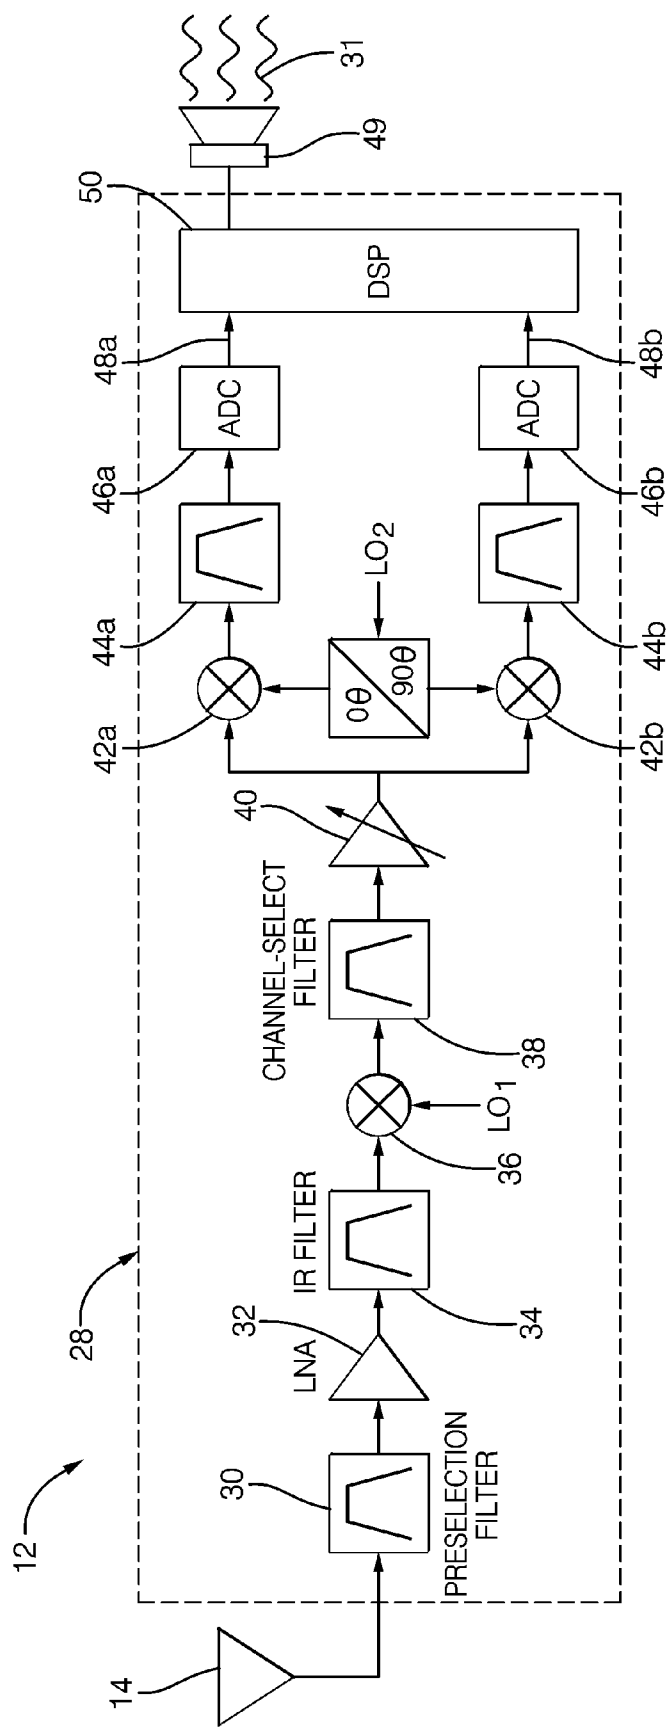 12
28
14
30
PRESELECTION
FILTER
LNA
32
IR FILTER
34
36
LO1
CHANNEL-SELECT
FILTER
38
40
42a
44a
46a
48a
50
0θ
90θ
LO2
42b
44b
46b
48b
ADC
ADC
DSP
49
31